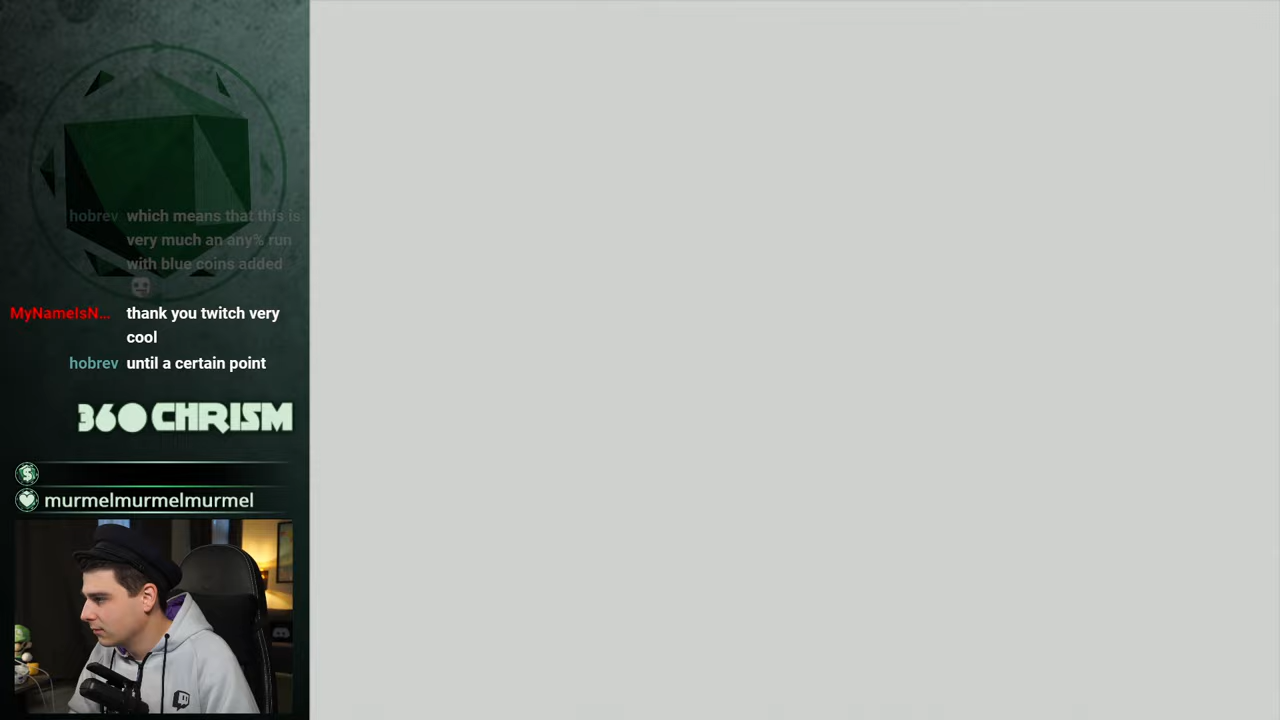 hobrev which means that this is
very much an any% run
with blue coins added
MyNameIsN... thank you twitch very
cool
hobrev until a certain point
360 CHRISM
$
murmelmurmelmurmel